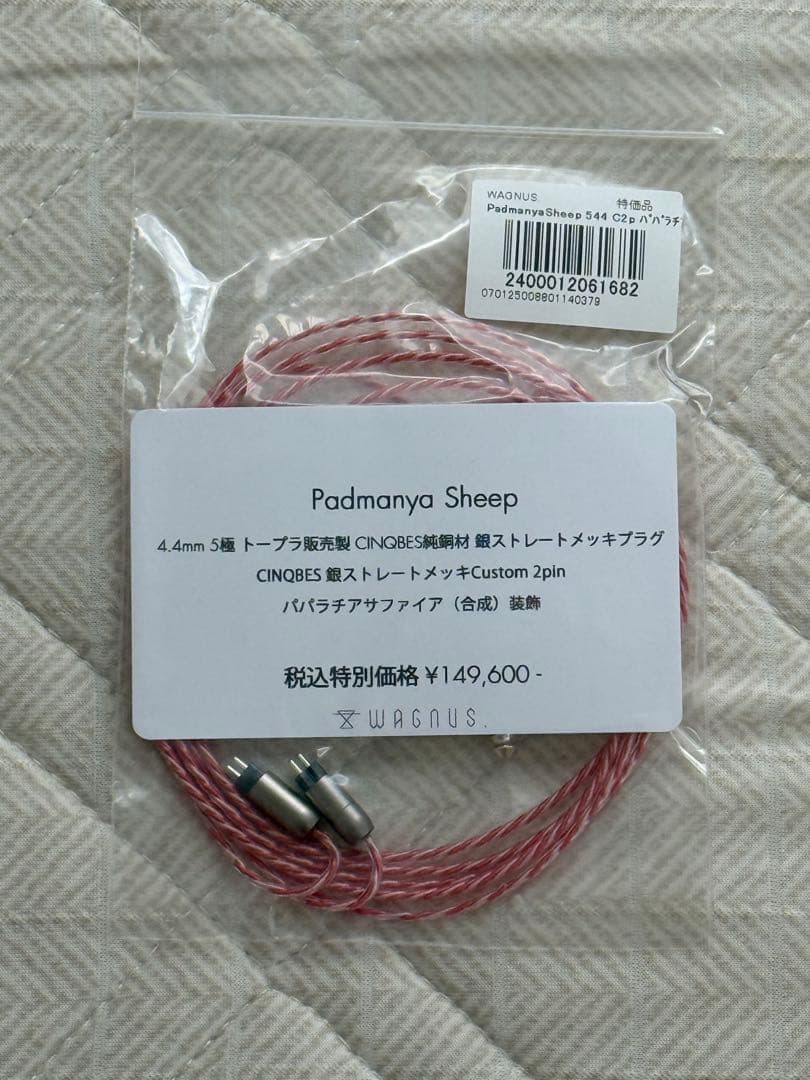 WAGNUS. 特価品
PadmanyaSheep 544 C2p パパラチ
2400012061682
070125008801140379
Padmanya Sheep
4.4mm 5極 トープラ販売製 CINQBES純銅材 銀ストレートメッキプラグ
CINQBES 銀ストレートメッキCustom 2pin
パパラチアサファイア（合成）装飾
税込特別価格 ¥149,600 -
WAGNUS.